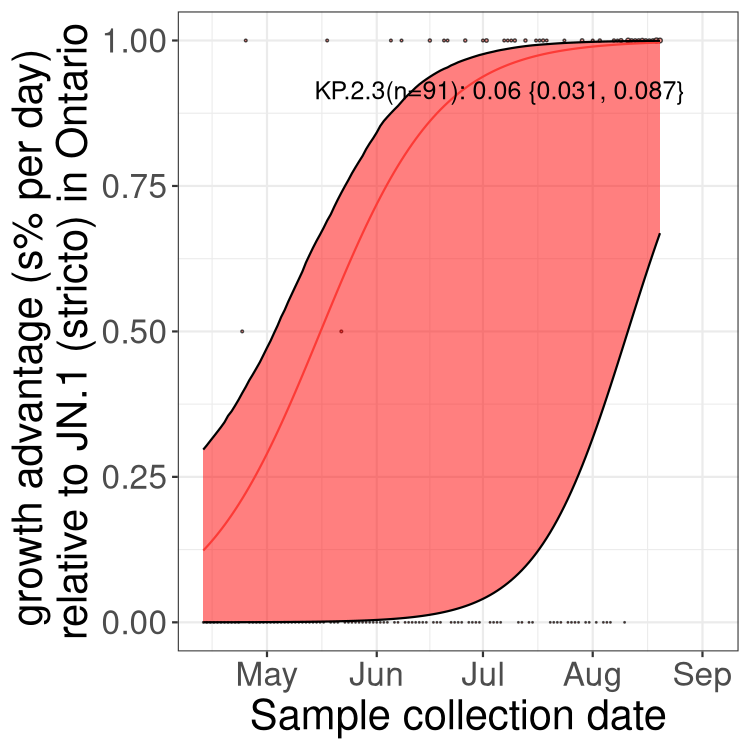 growth advantage (s% per day)
relative to JN.1 (stricto) in Ontario
1.00
KP.2.3(n=91): 0.06 {0.031, 0.087}
0.75
0.50
0.25
0.00
May Jun Jul Aug Sep
Sample collection date